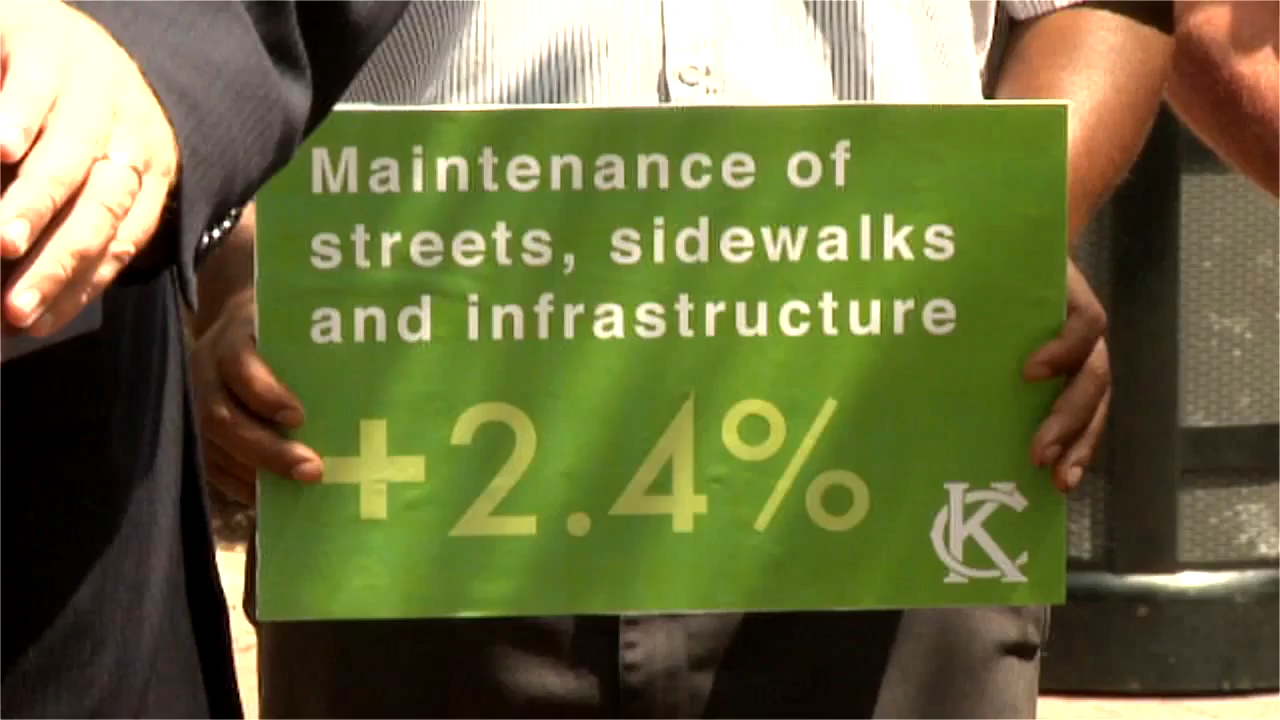 Maintenance of
streets, sidewalks
and infrastructure
+2.4%
KC